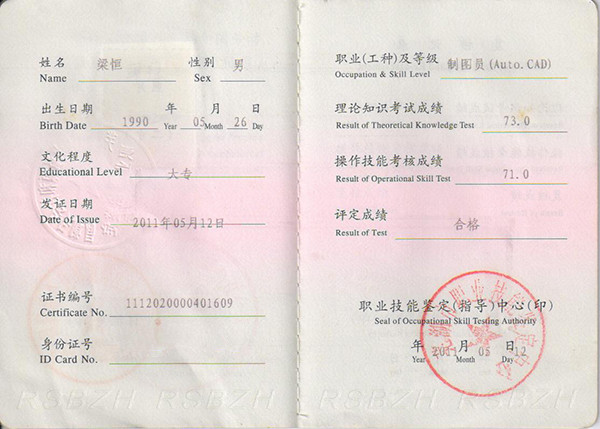 姓名 梁恒 性别 男
Name Sex
出生日期 年 月 日
Birth Date 1990 Year 05 Month 26 Day
文化程度
Educational Level 大专
发证日期
Date of Issue 2011年05月12日
证书编号
Certificate No. 1112020000401609
身份证号
ID Card No.
RSBZH RSBZH
职业(工种)及等级 制图员(Auto.CAD)
Occupation & Skill Level
理论知识考试成绩
Result of Theoretical Knowledge Test 73.0
操作技能考核成绩
Result of Operational Skill Test 71.0
评定成绩 合格
Result of Test
职业技能鉴定(指导)中心(印)
Seal of Occupational Skill Testing Authority
年 2011 月 05 日 12
Year Month Day
RSBZH RSBZH